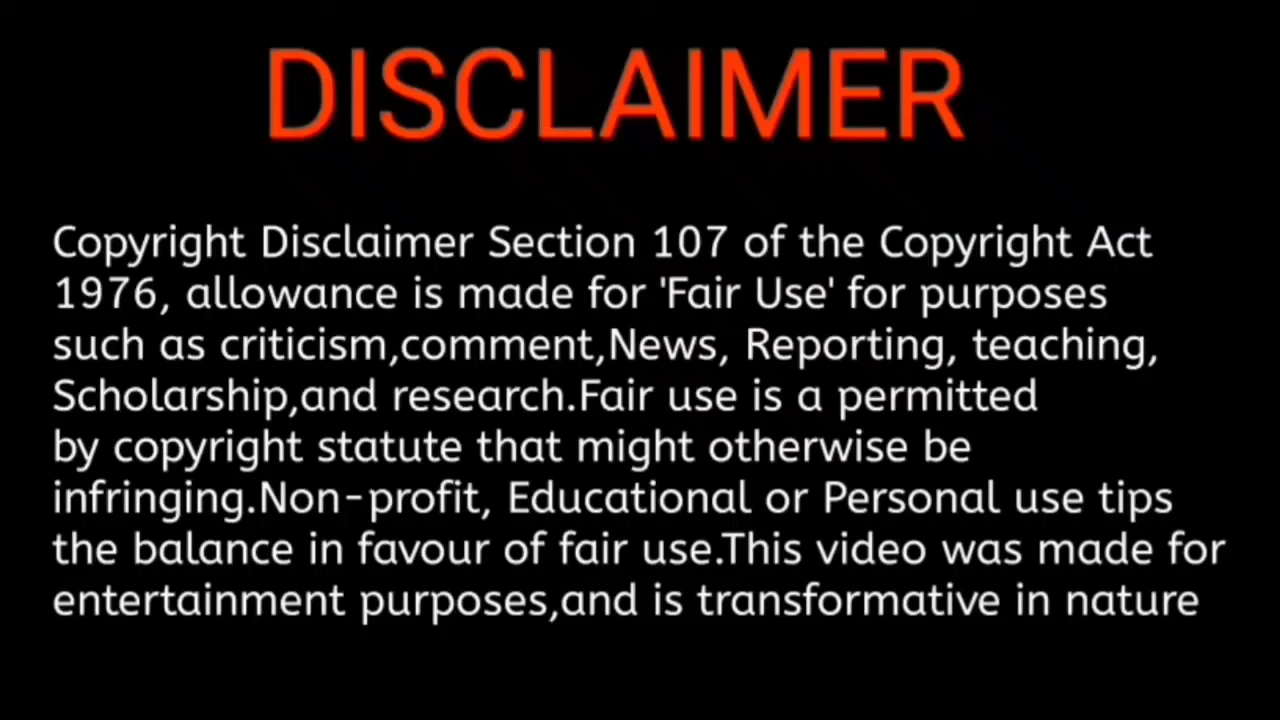 DISCLAIMER
Copyright Disclaimer Section 107 of the Copyright Act
1976, allowance is made for 'Fair Use' for purposes
such as criticism,comment,News, Reporting, teaching,
Scholarship,and research.Fair use is a permitted
by copyright statute that might otherwise be
infringing.Non-profit, Educational or Personal use tips
the balance in favour of fair use.This video was made for
entertainment purposes,and is transformative in nature